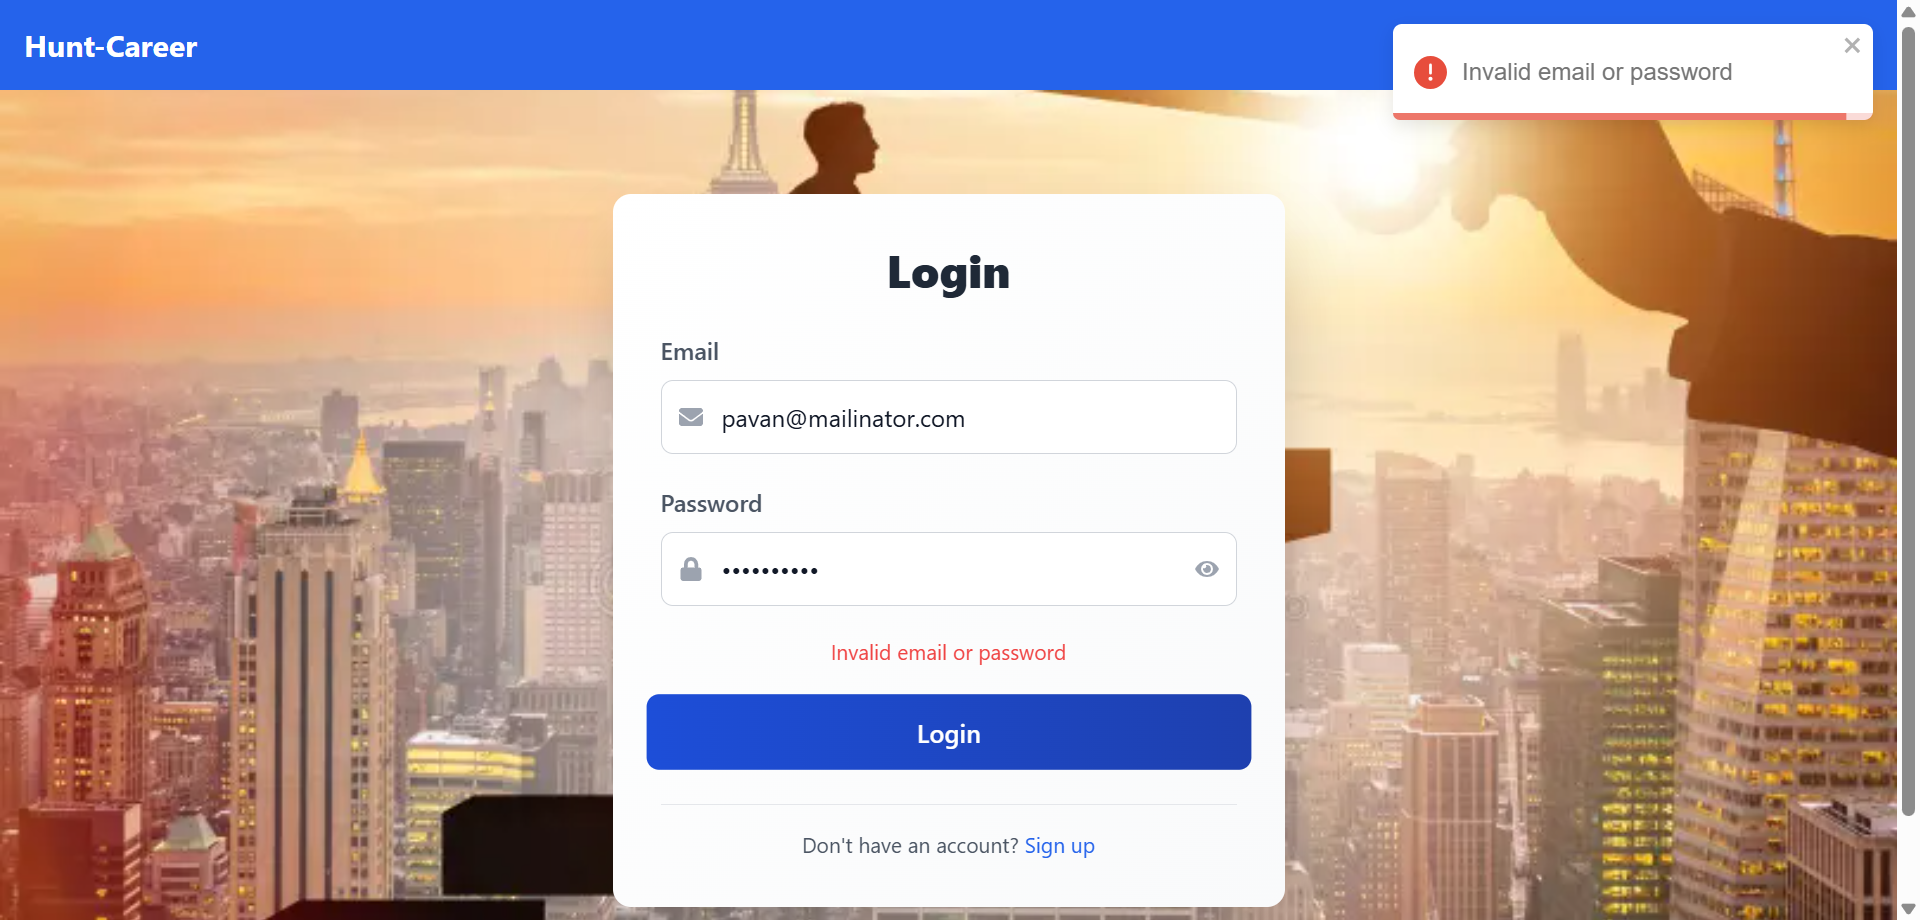 Hunt-Career
Invalid email or password
Login
Email
pavan@mailinator.com
Password
••••••••••
Invalid email or password
Login
Don't have an account? Sign up